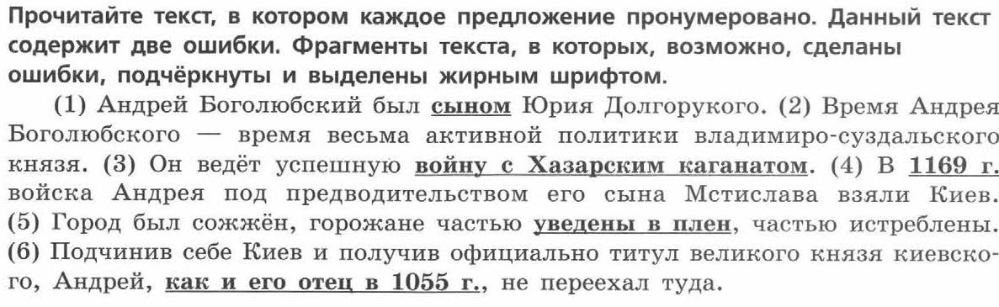 Прочитайте текст, в котором каждое предложение пронумеровано. Данный текст
содержит две ошибки. Фрагменты текста, в которых, возможно, сделаны
ошибки, подчёркнуты и выделены жирным шрифтом.
(1) Андрей Боголюбский был сыном Юрия Долгорукого. (2) Время Андрея
Боголюбского — время весьма активной политики владимиро-суздальского
князя. (3) Он ведёт успешную войну с Хазарским каганатом. (4) В 1169 г.
войска Андрея под предводительством его сына Мстислава взяли Киев.
(5) Город был сожжён, горожане частью уведены в плен, частью истреблены.
(6) Подчинив себе Киев и получив официально титул великого князя киевско-
го, Андрей, как и его отец в 1055 г., не переехал туда.